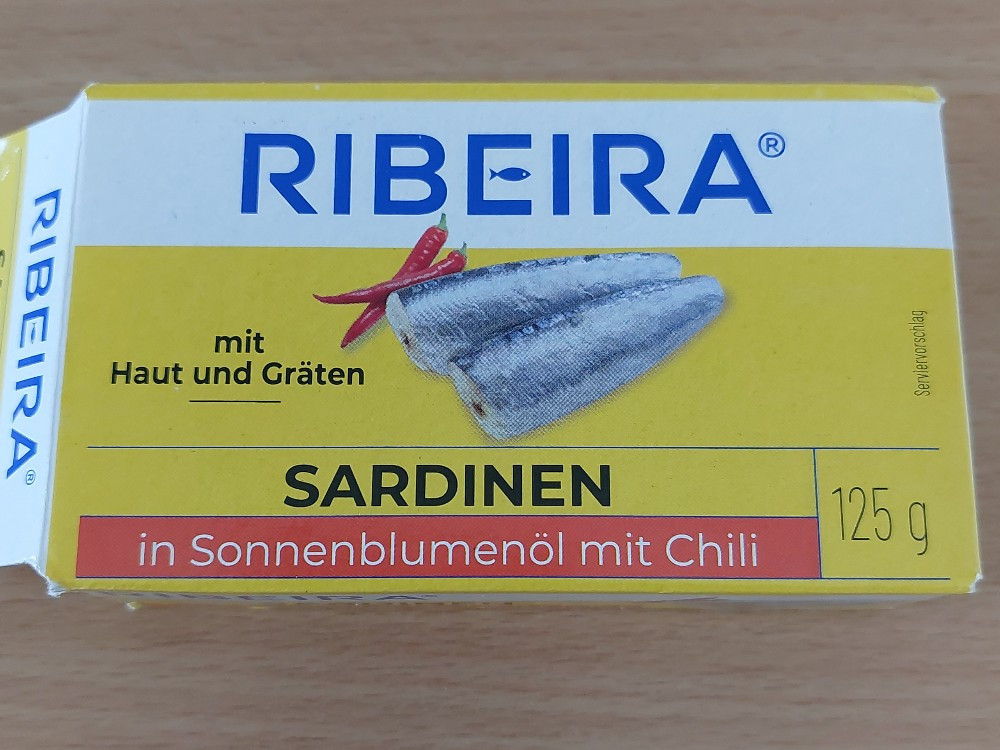 RIBEIRA®
RIBEIRA®
mit
Haut und Gräten
Serviervorschlag
SARDINEN
125 g
in Sonnenblumenöl mit Chili